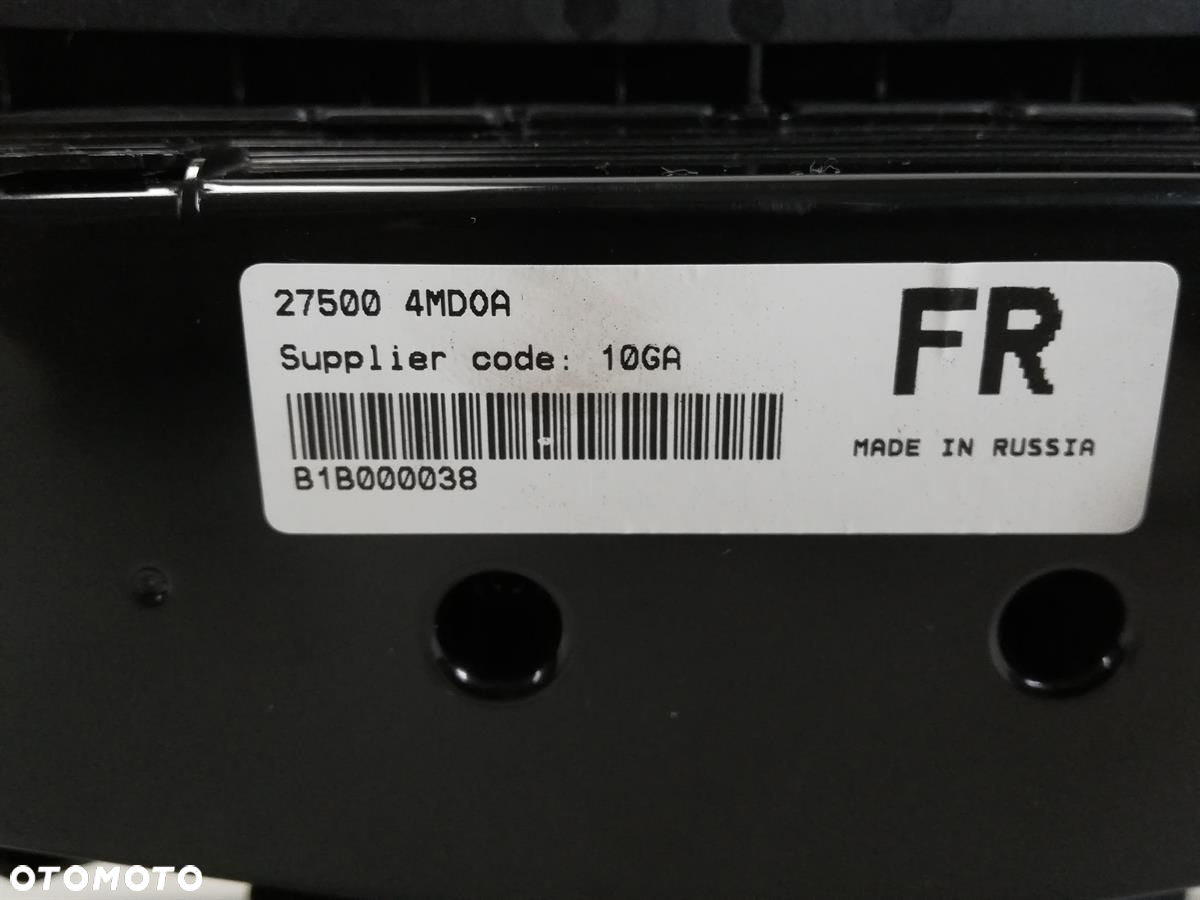 27500 4MD0A
Supplier code: 10GA
B1B000038
FR
MADE IN RUSSIA
OTOMOTO